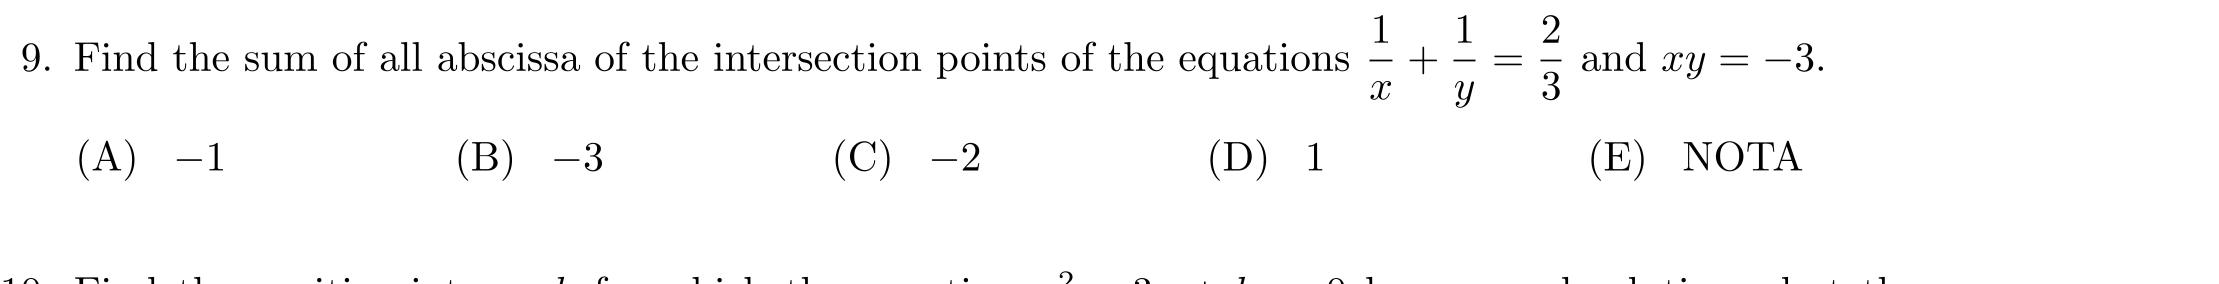 9. Find the sum of all abscissa of the intersection points of the equations 1/x + 1/y = 2/3 and xy = −3.
(A) −1 (B) −3 (C) −2 (D) 1 (E) NOTA